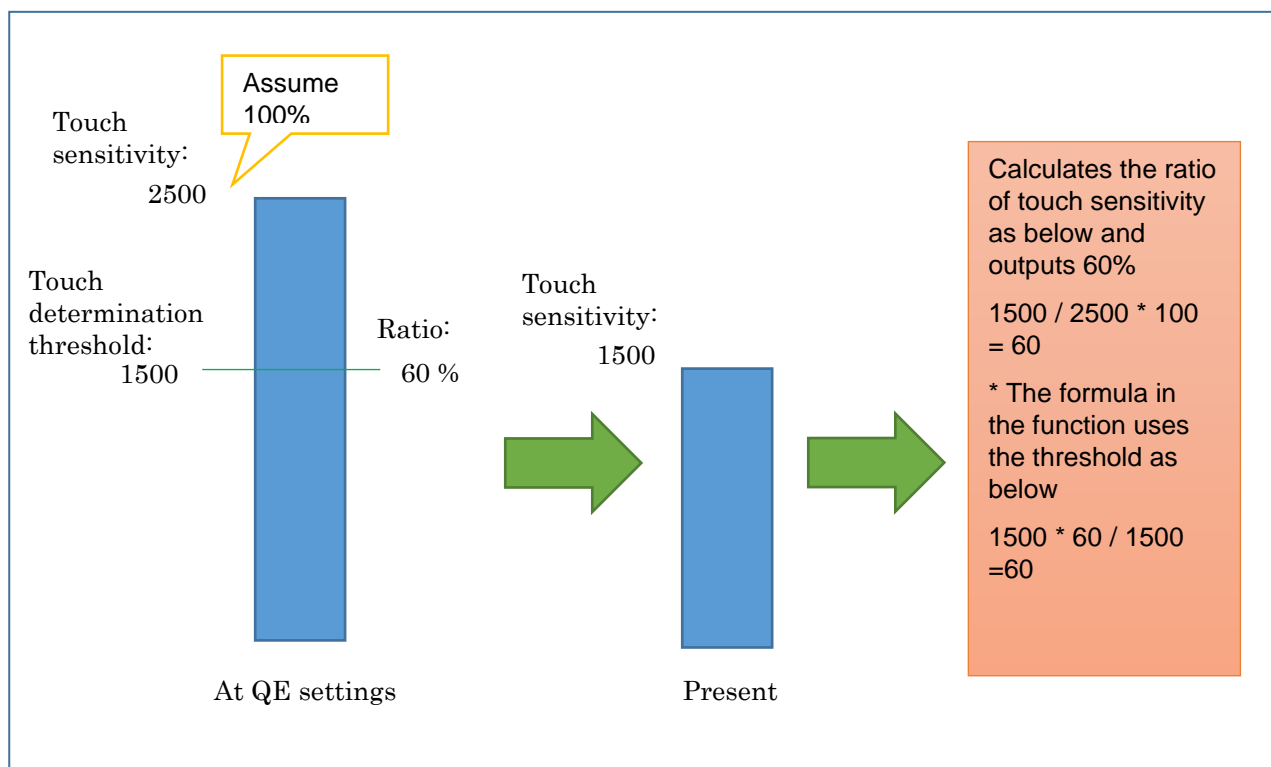 Assume
100%
Touch
sensitivity:
2500
Touch
determination
threshold:
1500
Ratio:
60 %
At QE settings
Touch
sensitivity:
1500
Present
Calculates the ratio
of touch sensitivity
as below and
outputs 60%
1500 / 2500 * 100
= 60
* The formula in
the function uses
the threshold as
below
1500 * 60 / 1500
=60